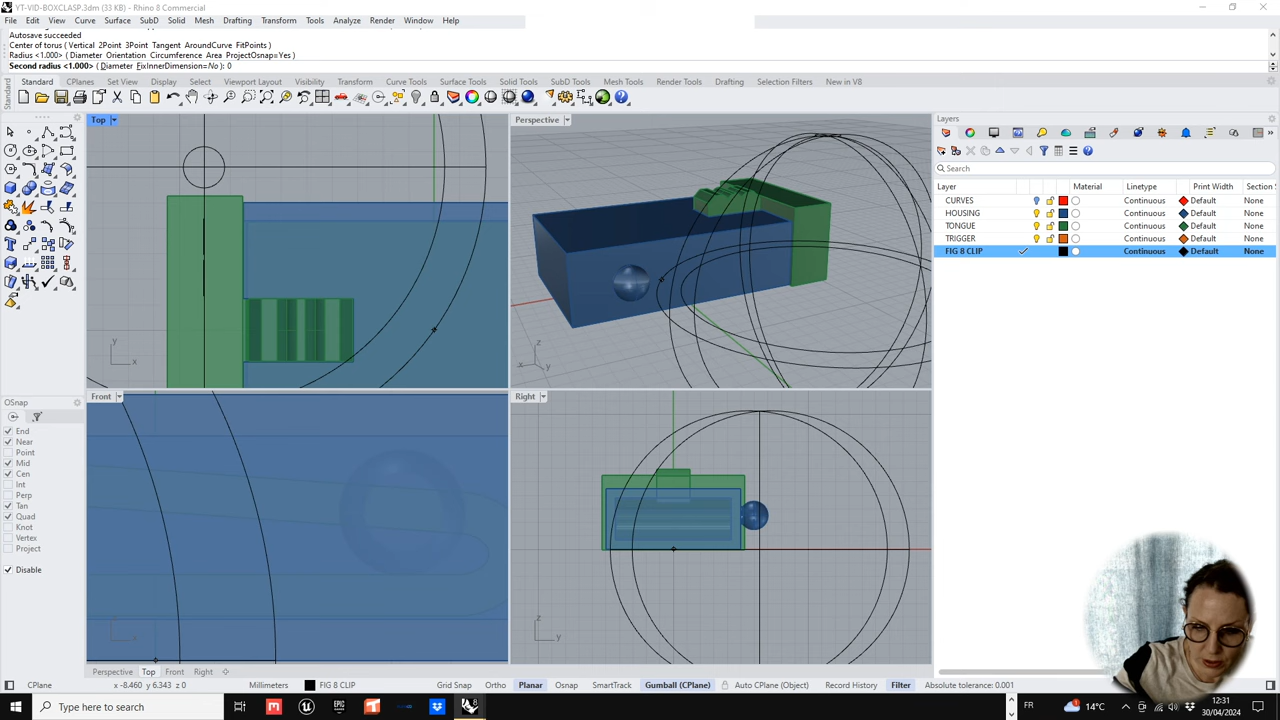 YT-VID-BOXCLASP.3dm (33 KB) - Rhino 8 Commercial
File Edit View Curve Surface SubD Solid Mesh Drafting Transform Tools Analyze Render Window Help
Autosave succeeded
Center of torus ( Vertical 2Point 3Point Tangent AroundCurve FitPoints )
Radius <1.000> ( Diameter Orientation Circumference Area ProjectOsnap=Yes )
Second radius <1.000> ( Diameter FixInnerDimension=No ): 0
Standard CPlanes Set View Display Select Viewport Layout Visibility Transform Curve Tools Surface Tools Solid Tools SubD Tools Mesh Tools Render Tools Drafting Selection Filters New in V8
Standard
Top
Perspective
Layers
Search
Layer Material Linetype Print Width Section S
CURVES Continuous Default None
HOUSING Continuous Default None
TONGUE Continuous Default None
TRIGGER Continuous Default None
FIG 8 CLIP Continuous Default None
y
x
z
x
y
Front
Right
OSnap
End
Near
Point
Mid
Cen
Int
Perp
Tan
Quad
Knot
Vertex
Project
Disable
z
x
z
y
Perspective Top Front Right
CPlane x -8.460 y 6.343 z 0 Millimeters FIG 8 CLIP Grid Snap Ortho Planar Osnap SmartTrack Gumball (CPlane) Auto CPlane (Object) Record History Filter Absolute tolerance: 0.001
Type here to search
14°C
FR
12:31
30/04/2024